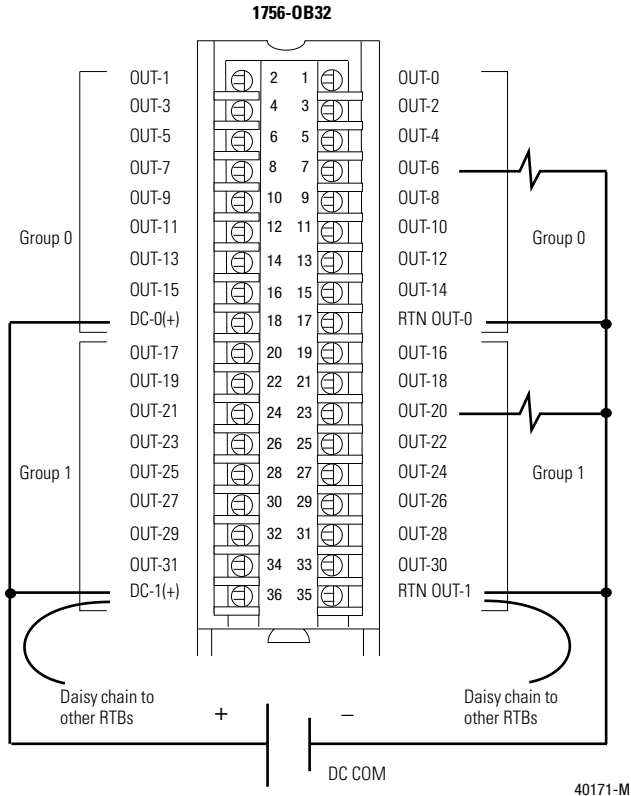 1756-OB32
OUT-1 2 1 OUT-0
OUT-3 4 3 OUT-2
OUT-5 6 5 OUT-4
OUT-7 8 7 OUT-6
OUT-9 10 9 OUT-8
OUT-11 12 11 OUT-10
Group 0 Group 0
OUT-13 14 13 OUT-12
OUT-15 16 15 OUT-14
DC-0(+) 18 17 RTN OUT-0
OUT-17 20 19 OUT-16
OUT-19 22 21 OUT-18
OUT-21 24 23 OUT-20
OUT-23 26 25 OUT-22
Group 1 OUT-25 28 27 OUT-24 Group 1
OUT-27 30 29 OUT-26
OUT-29 32 31 OUT-28
OUT-31 34 33 OUT-30
DC-1(+) 36 35 RTN OUT-1
Daisy chain to
other RTBs
Daisy chain to
other RTBs
+ –
DC COM
40171-M